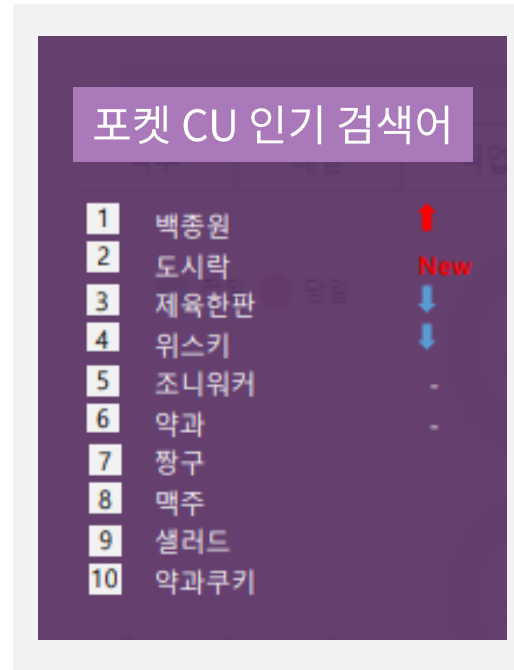 포켓 CU 인기 검색어
1 백종원
2 도시락 New
3 제육한판
4 위스키
5 조니워커 -
6 약과 -
7 짱구
8 맥주
9 샐러드
10 약과쿠키
당일